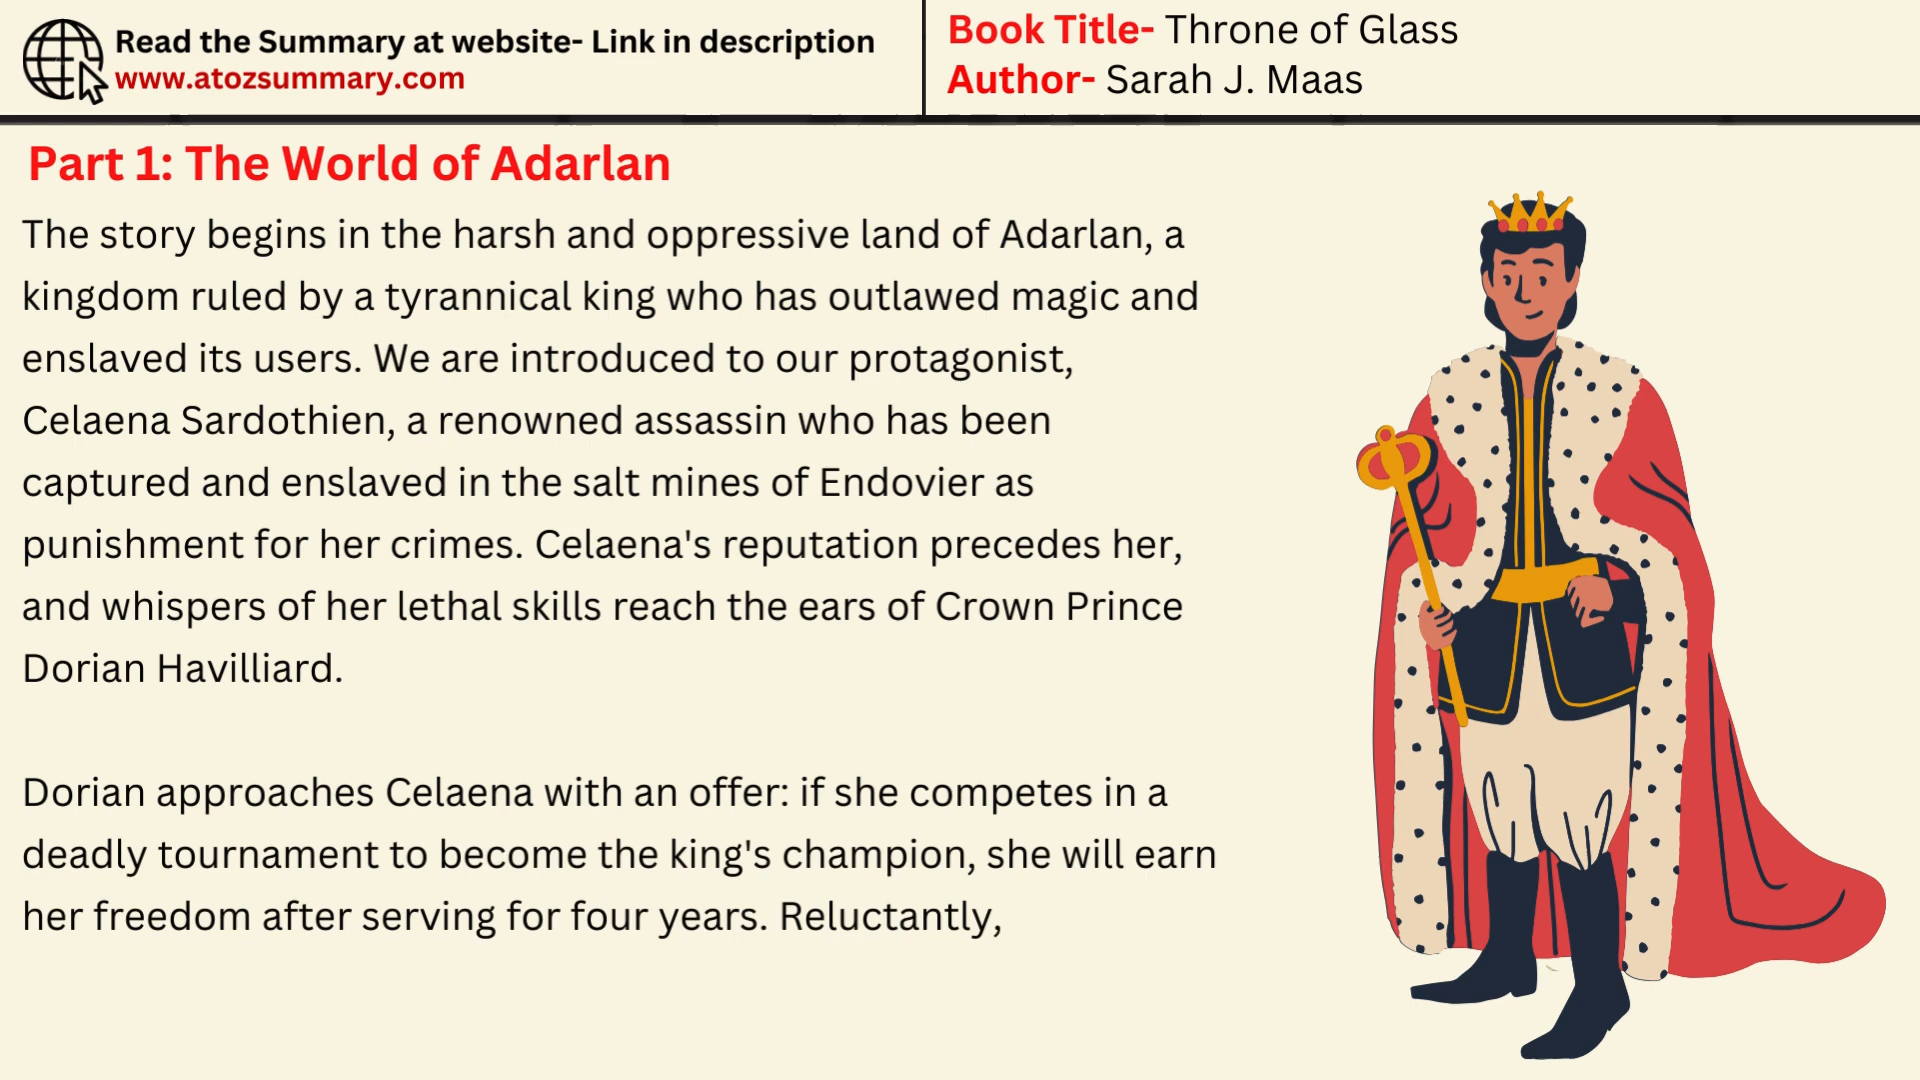 Read the Summary at website- Link in description
www.atozsummary.com
Book Title- Throne of Glass
Author- Sarah J. Maas
Part 1: The World of Adarlan
The story begins in the harsh and oppressive land of Adarlan, a
kingdom ruled by a tyrannical king who has outlawed magic and
enslaved its users. We are introduced to our protagonist,
Celaena Sardothien, a renowned assassin who has been
captured and enslaved in the salt mines of Endovier as
punishment for her crimes. Celaena's reputation precedes her,
and whispers of her lethal skills reach the ears of Crown Prince
Dorian Havilliard.
Dorian approaches Celaena with an offer: if she competes in a
deadly tournament to become the king's champion, she will earn
her freedom after serving for four years. Reluctantly,